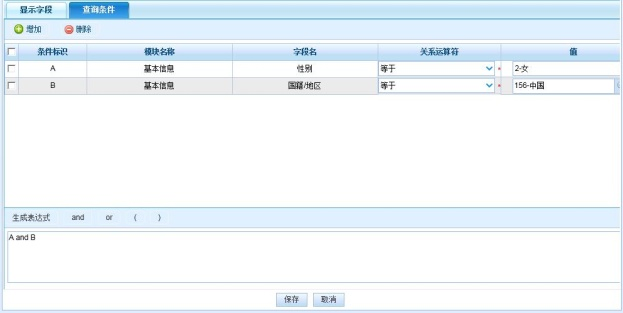 显示字段 查询条件
增加 删除
条件标识 模块名称 字段名 关系运算符 值
A 基本信息 性别 等于 * 2-女
B 基本信息 国籍/地区 等于 * 156-中国
生成表达式 and or ( )
A and B
保存 取消